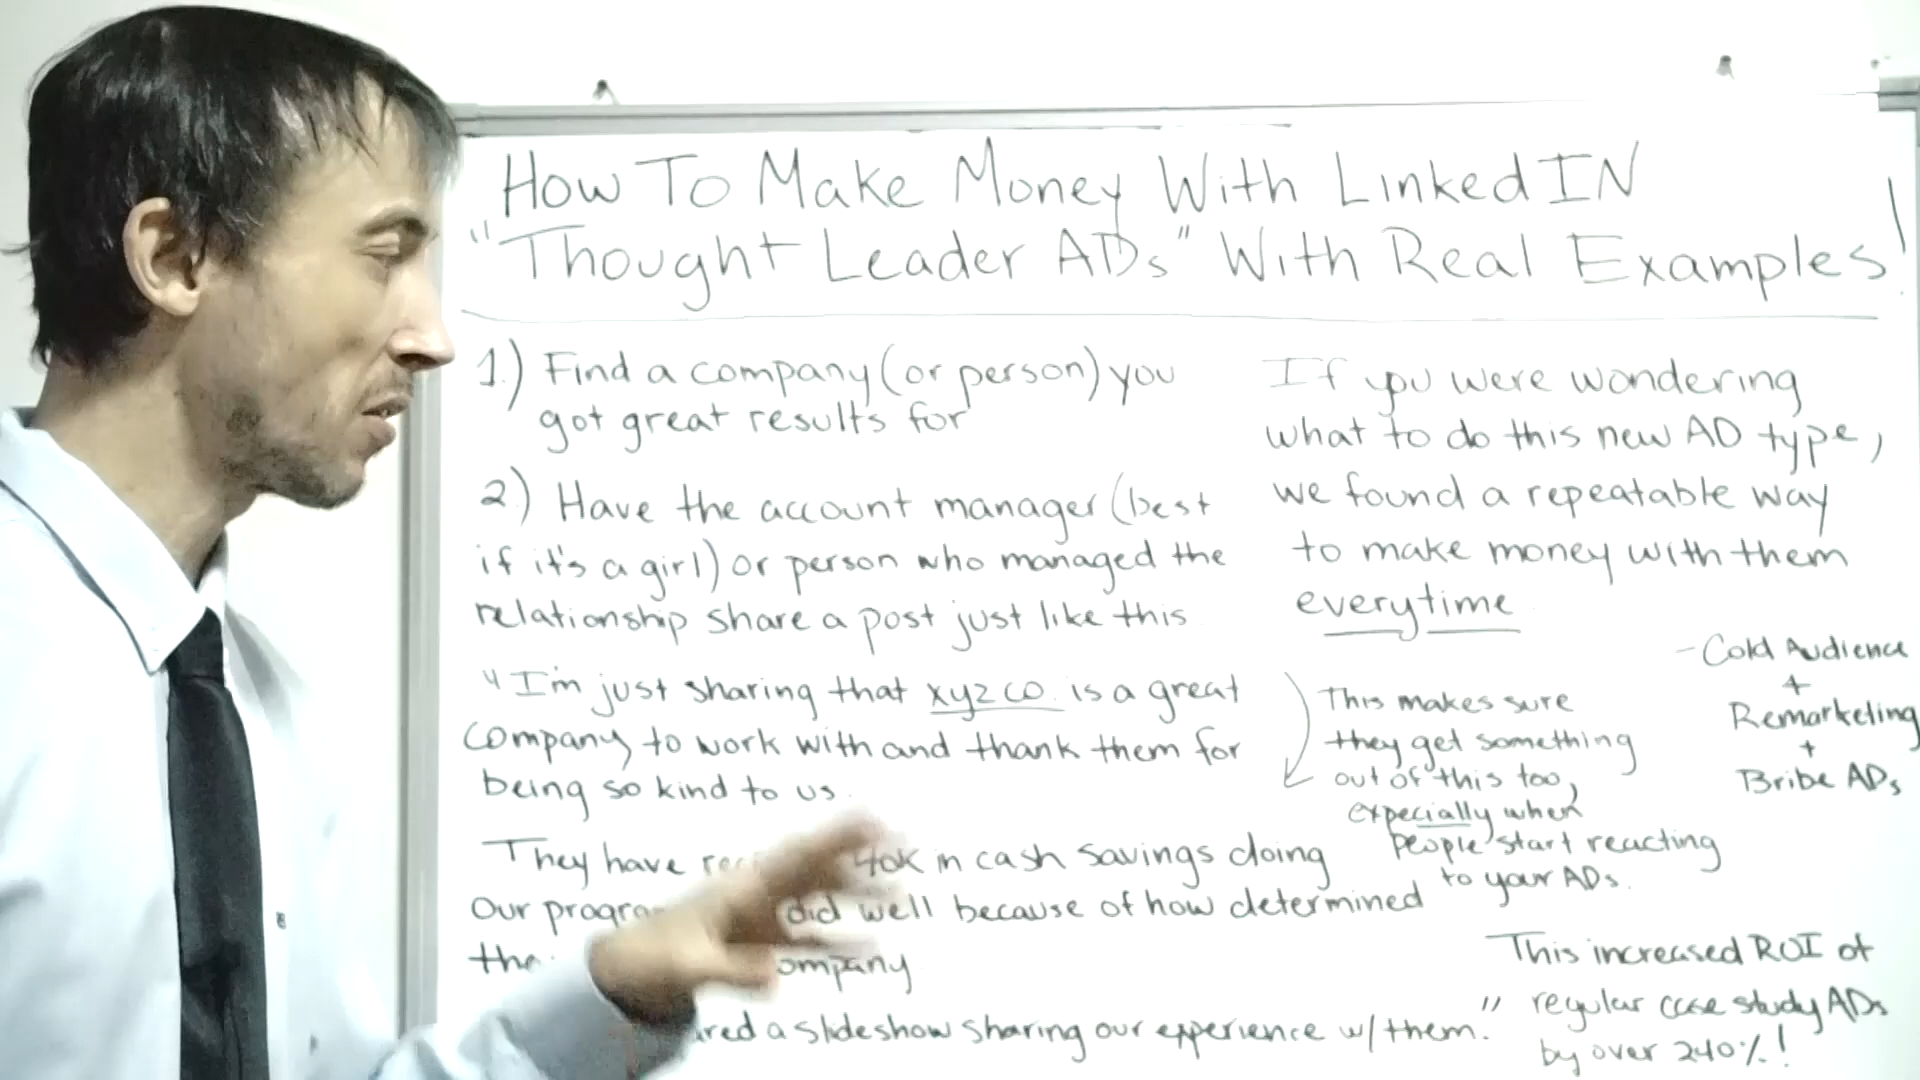 How To Make Money With LinkedIN
"Thought Leader ADs" With Real Examples!
1.) Find a company (or person) you
got great results for
2) Have the account manager (best
if it's a girl) or person who managed the
relationship share a post just like this
"I'm just sharing that xyz co. is a great
company to work with and thank them for
being so kind to us.
They have 40k in cash savings doing
our did well because of how determined
a slideshow sharing our experience w/ them."
If you were wondering
what to do this new AD type,
we found a repeatable way
to make money with them
everytime
This makes sure
they get something
out of this too,
expecially when
people start reacting
to your ADs.
- Cold Audience
+
Remarketing
+
Bribe ADs
This increased ROI of
regular case study ADs
by over 240%!